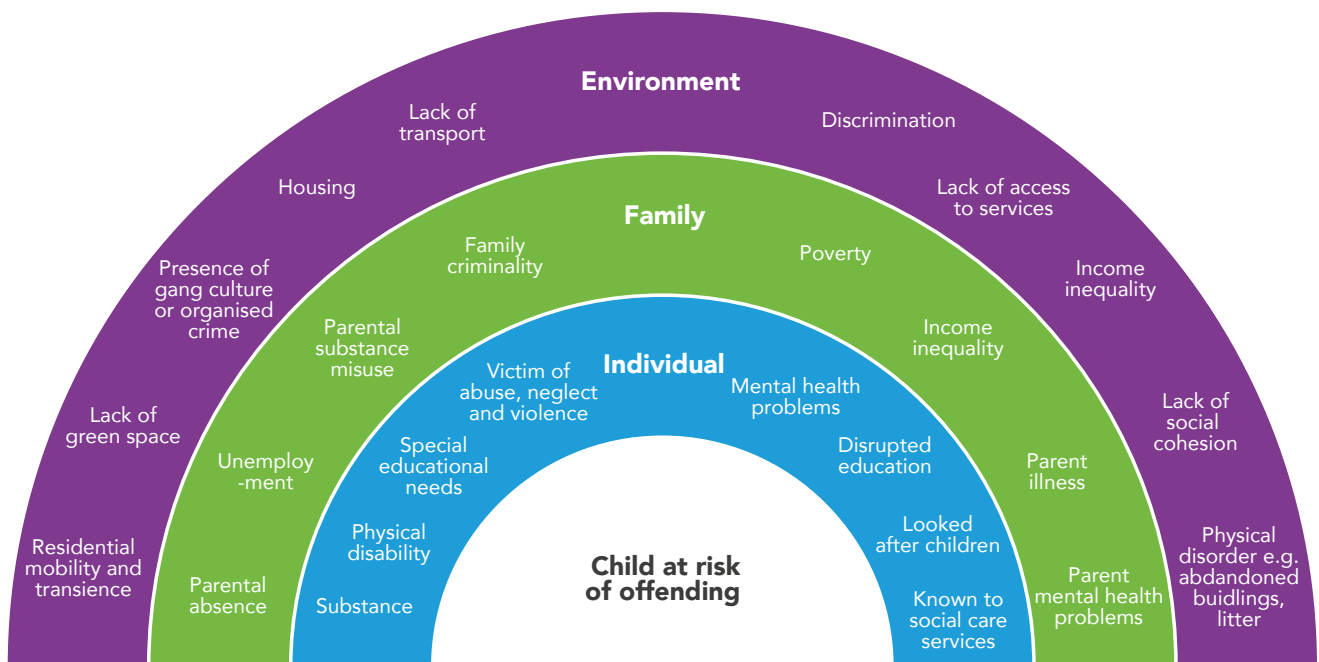 Environment
Lack of
transport
Discrimination
Housing
Lack of access
to services
Presence of
gang culture
or organised
crime
Income
inequality
Lack of
green space
Lack of
social
cohesion
Residential
mobility and
transience
Physical
disorder e.g.
abdandoned
buidlings,
litter
Family
Family
criminality
Poverty
Parental
substance
misuse
Income
inequality
Unemploy
-ment
Parent
illness
Parental
absence
Parent
mental health
problems
Individual
Victim of
abuse, neglect
and violence
Mental health
problems
Special
educational
needs
Disrupted
education
Physical
disability
Looked
after children
Substance
Known to
social care
services
Child at risk
of offending